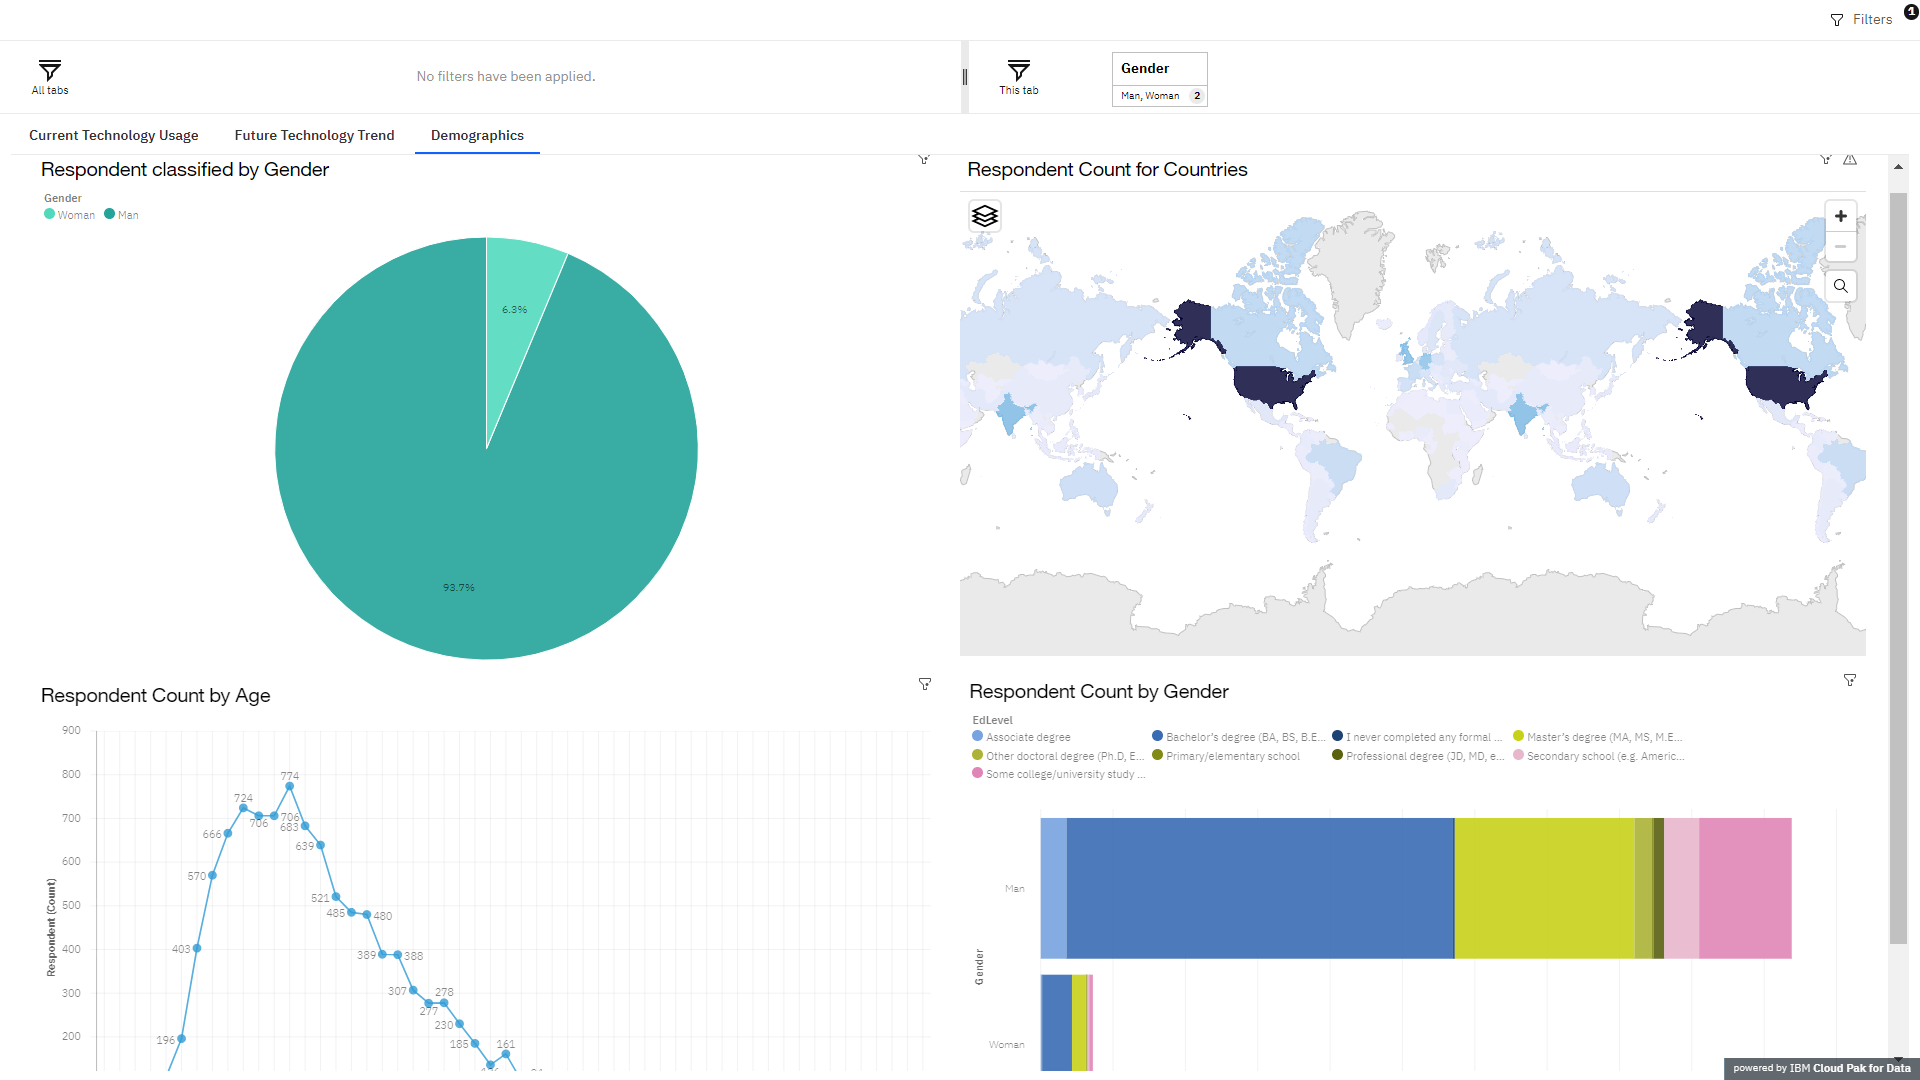 Filters 1
All tabs
No filters have been applied.
This tab
Gender
Man, Woman 2
Current Technology Usage
Future Technology Trend
Demographics
Respondent classified by Gender
Gender
Woman Man
6.3%
93.7%
Respondent Count for Countries
+
−
Respondent Count by Age
Respondent (Count)
900
800
700
600
500
400
300
200
196
403
570
666
724
706
706
774
683
639
521
485
480
389
388
307
277
278
230
185
161
Respondent Count by Gender
EdLevel
Associate degree
Bachelor's degree (BA, BS, B.E...
I never completed any formal ...
Master's degree (MA, MS, M.E...
Other doctoral degree (Ph.D, E...
Primary/elementary school
Professional degree (JD, MD, e...
Secondary school (e.g. Americ...
Some college/university study ...
Gender
Man
Woman
powered by IBM Cloud Pak for Data